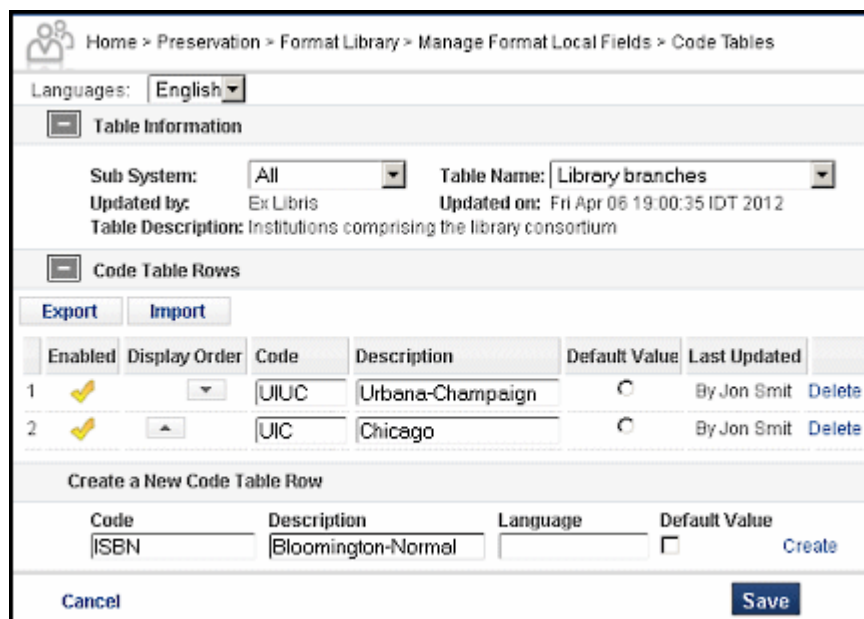 Home > Preservation > Format Library > Manage Format Local Fields > Code Tables
Languages: English
Table Information
Sub System: All Table Name: Library branches
Updated by: Ex Libris Updated on: Fri Apr 06 19:00:35 IDT 2012
Table Description: Institutions comprising the library consortium
Code Table Rows
Export Import
Enabled Display Order Code Description Default Value Last Updated
1 UIUC Urbana-Champaign By Jon Smit Delete
2 UIC Chicago By Jon Smit Delete
Create a New Code Table Row
Code Description Language Default Value
ISBN Bloomington-Normal Create
Cancel Save